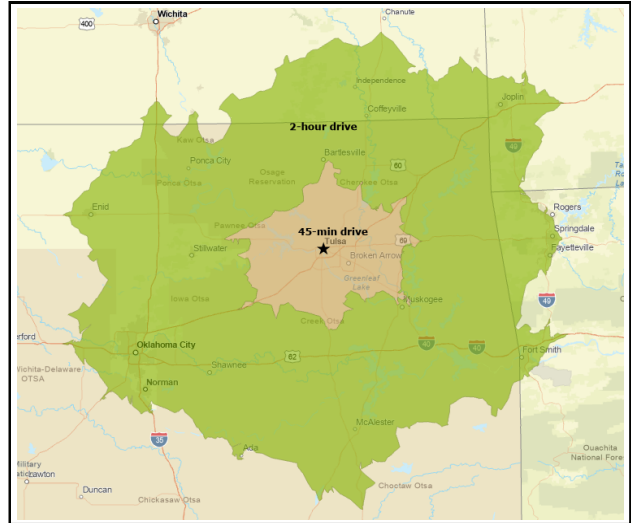 Chanute
400
Wichita
Independence
Joplin
Coffeyville
2-hour drive
Kaw Otsa
49
Bartlesville
60
Ponca City
Osage
Reservation
Cherokee Otsa
Ponca Otsa
Enid
Rogers
Pawnee Otsa
45-min drive
Springdale
Tulsa
69
Stillwater
Broken Arrow
Fayetteville
Greenleaf
Lake
Iowa Otsa
Muskogee
49
Creek Otsa
erford
Oklahoma City
40
40
62
Fort Smith
Wichita-Delaware
OTSA
Shawnee
Norman
McAlester
35
Ada
Ouachita
National Fore
Military
Lawton
Choctaw Otsa
Duncan
Chickasaw Otsa